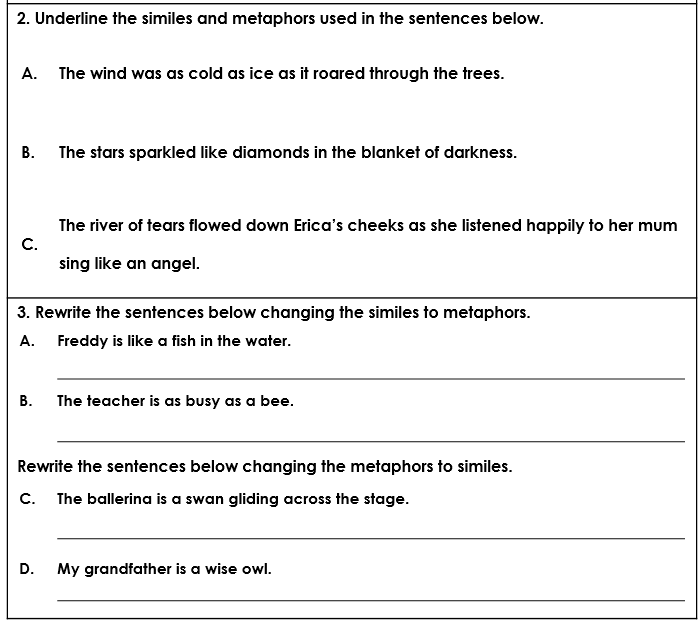 2. Underline the similes and metaphors used in the sentences below.
A. The wind was as cold as ice as it roared through the trees.
B. The stars sparkled like diamonds in the blanket of darkness.
C. The river of tears flowed down Erica’s cheeks as she listened happily to her mum
sing like an angel.
3. Rewrite the sentences below changing the similes to metaphors.
A. Freddy is like a fish in the water.
B. The teacher is as busy as a bee.
Rewrite the sentences below changing the metaphors to similes.
C. The ballerina is a swan gliding across the stage.
D. My grandfather is a wise owl.